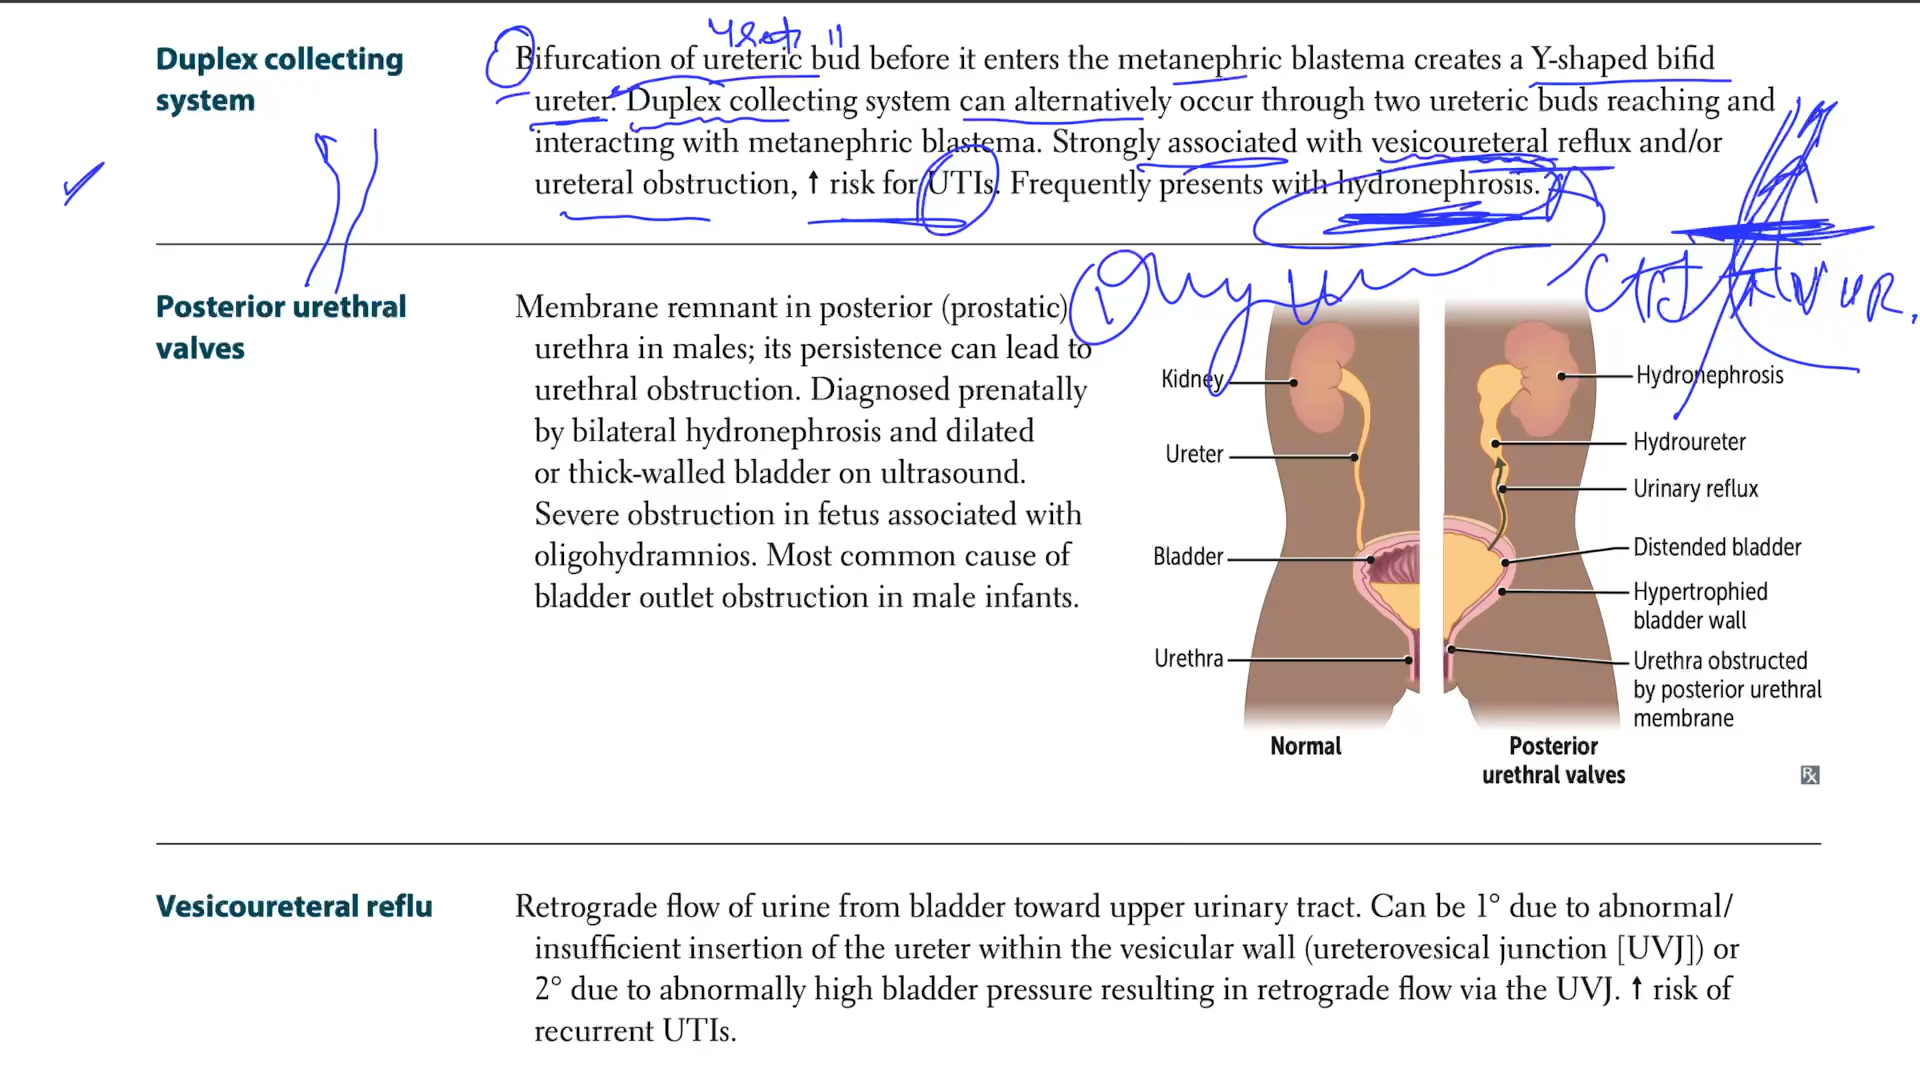 Duplex collecting
system
Bifurcation of ureteric bud before it enters the metanephric blastema creates a Y-shaped bifid
ureter. Duplex collecting system can alternatively occur through two ureteric buds reaching and
interacting with metanephric blastema. Strongly associated with vesicoureteral reflux and/or
ureteral obstruction, ↑ risk for UTIs. Frequently presents with hydronephrosis.
Posterior urethral
valves
Membrane remnant in posterior (prostatic)
urethra in males; its persistence can lead to
urethral obstruction. Diagnosed prenatally
by bilateral hydronephrosis and dilated
or thick-walled bladder on ultrasound.
Severe obstruction in fetus associated with
oligohydramnios. Most common cause of
bladder outlet obstruction in male infants.
VUR.
Kidney
Ureter
Bladder
Urethra
Normal
Hydronephrosis
Hydroureter
Urinary reflux
Distended bladder
Hypertrophied
bladder wall
Urethra obstructed
by posterior urethral
membrane
Posterior
urethral valves
Rx
Vesicoureteral reflu
Retrograde flow of urine from bladder toward upper urinary tract. Can be 1° due to abnormal/
insufficient insertion of the ureter within the vesicular wall (ureterovesical junction [UVJ]) or
2° due to abnormally high bladder pressure resulting in retrograde flow via the UVJ. ↑ risk of
recurrent UTIs.